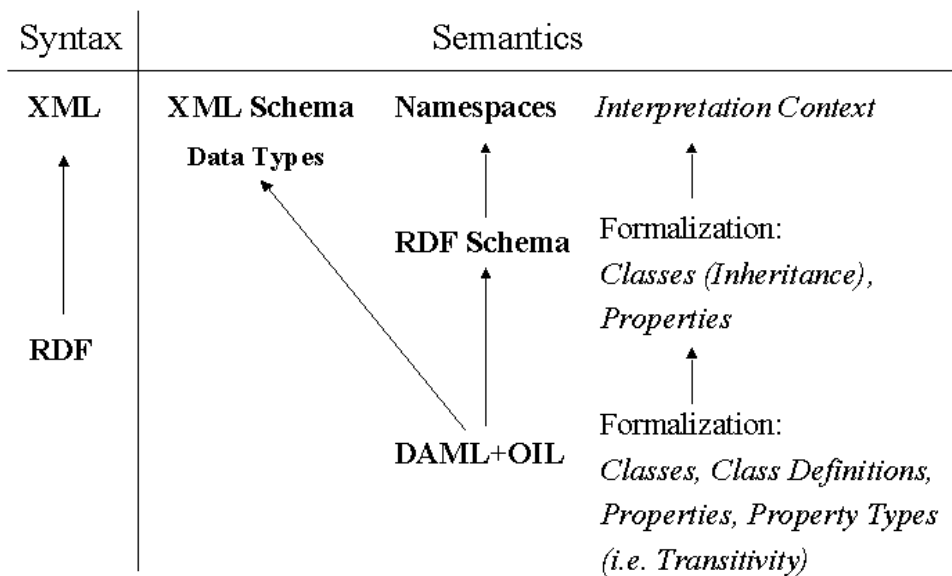 Syntax
Semantics
XML
XML Schema
Namespaces
Interpretation Context
Data Types
RDF Schema
Formalization:
Classes (Inheritance),
Properties
RDF
DAML+OIL
Formalization:
Classes, Class Definitions,
Properties, Property Types
(i.e. Transitivity)